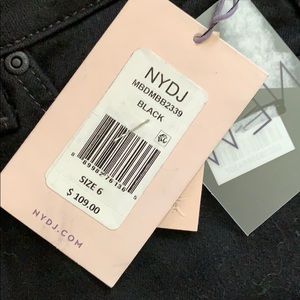 NYDJ
MBDMBB2339
BLACK
SIZE 6
$ 109.00
NYDJ.COM